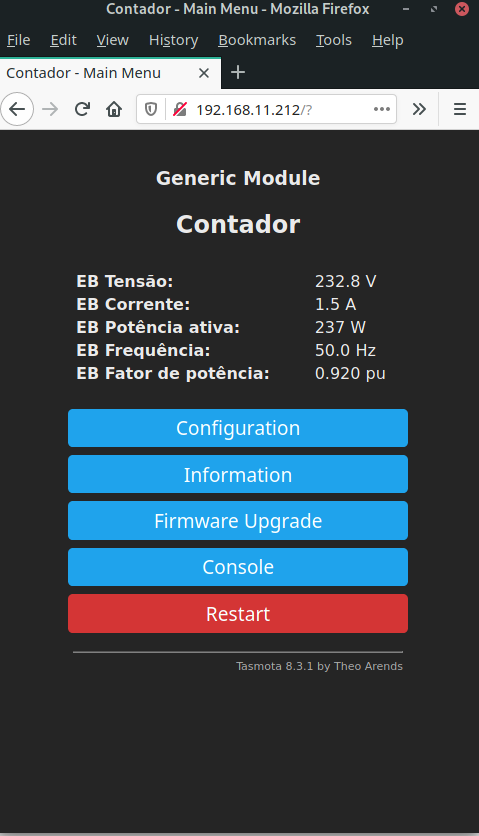 Contador - Main Menu - Mozilla Firefox
File Edit View History Bookmarks Tools Help
Contador - Main Menu
192.168.11.212/?
Generic Module
Contador
EB Tensão: 232.8 V
EB Corrente: 1.5 A
EB Potência ativa: 237 W
EB Frequência: 50.0 Hz
EB Fator de potência: 0.920 pu
Configuration
Information
Firmware Upgrade
Console
Restart
Tasmota 8.3.1 by Theo Arends